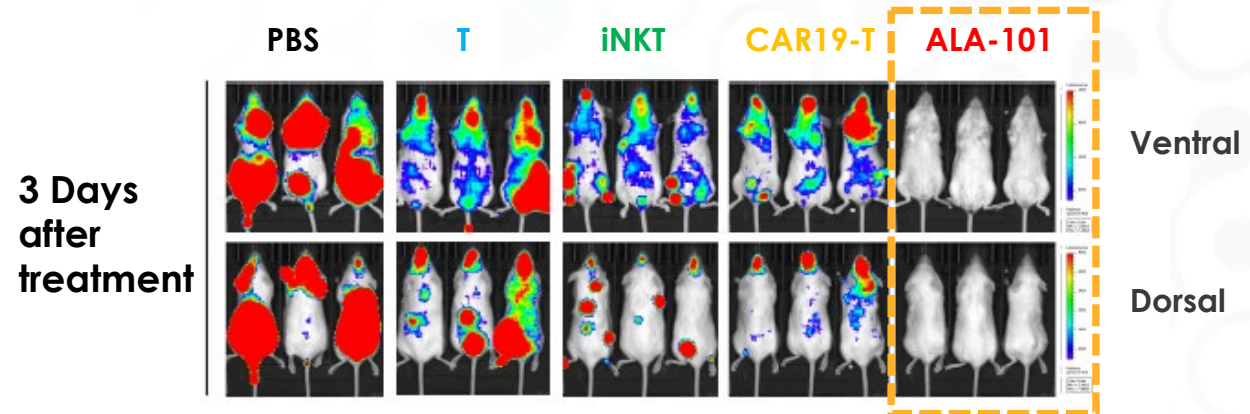 PBS T iNKT CAR19-T ALA-101
Ventral
3 Days
after
treatment
Dorsal